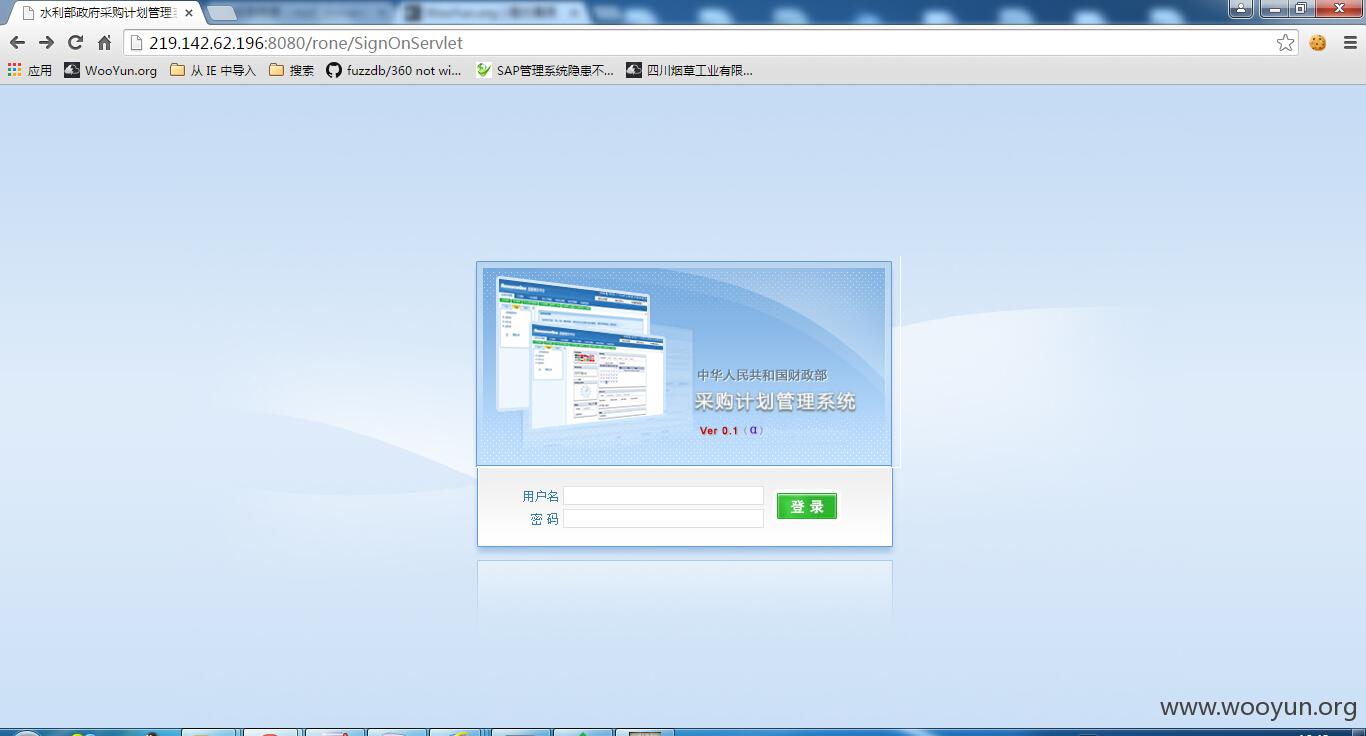 水利部政府采购计划管理
219.142.62.196:8080/rone/SignOnServlet
应用 WooYun.org 从 IE 中导入 搜索 fuzzdb/360 not wi... SAP管理系统隐患不... 四川烟草工业有限...
中华人民共和国财政部
采购计划管理系统
Ver 0.1（α）
用户名
密 码
登 录
www.wooyun.org